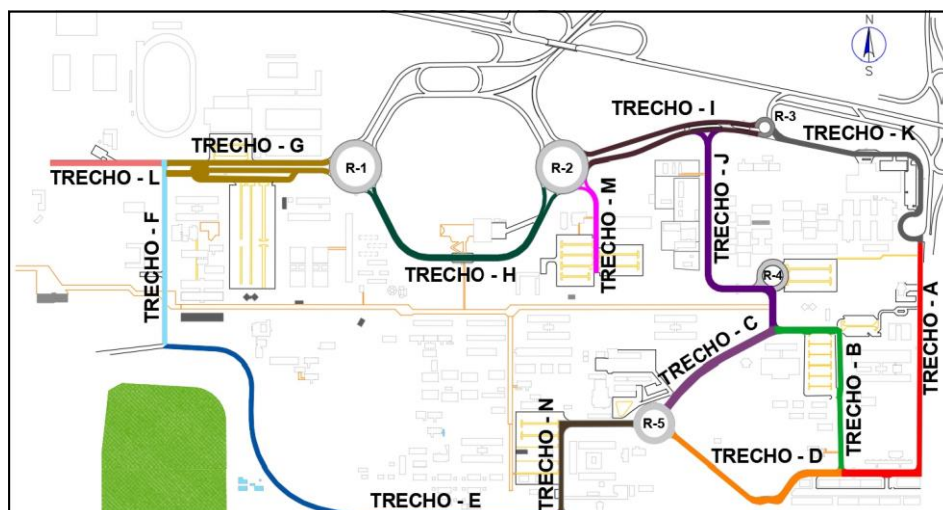 N
S
TRECHO - I
R-3
TRECHO - G
TRECHO - K
R-1
R-2
TRECHO - L
TRECHO - J
TRECHO - M
TRECHO - F
TRECHO - H
R-4
TRECHO - A
TRECHO - C
TRECHO - B
TRECHO - N
R-5
TRECHO - D
TRECHO - E